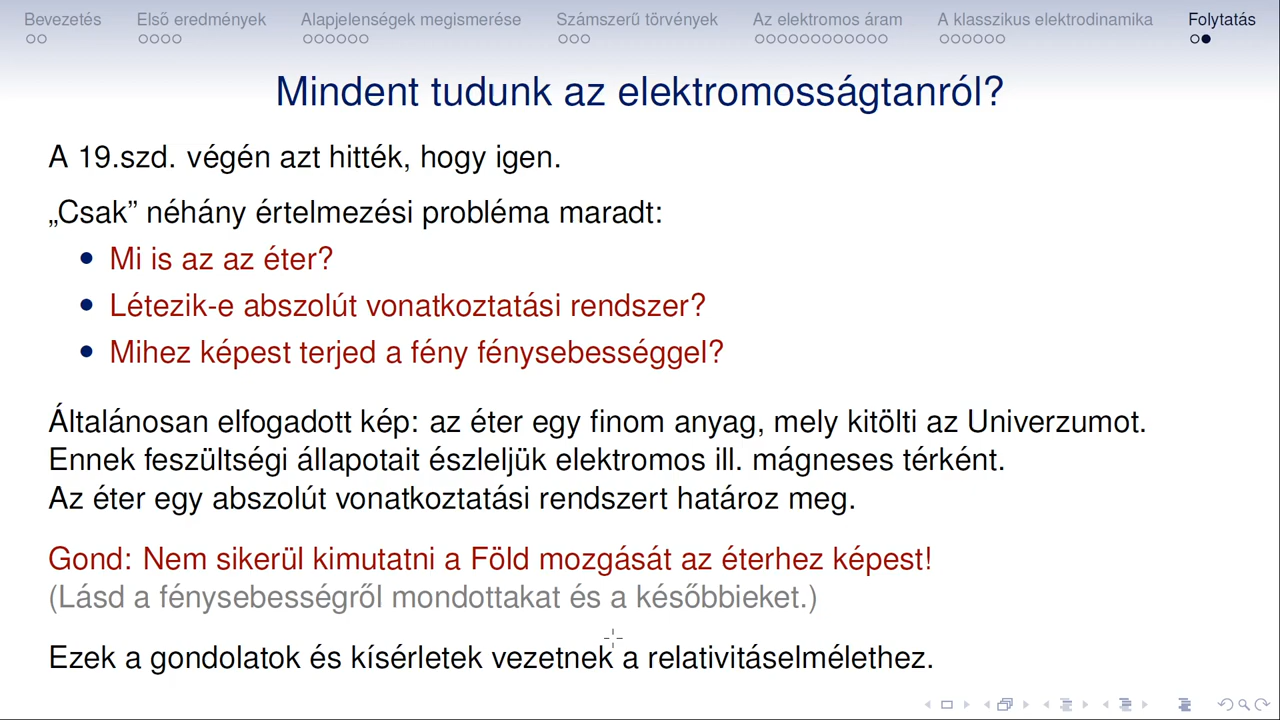 Bevezetés Első eredmények Alapjelenségek megismerése Számszerű törvények Az elektromos áram A klasszikus elektrodinamika Folytatás
Mindent tudunk az elektromosságtanról?
A 19.szd. végén azt hitték, hogy igen.
„Csak” néhány értelmezési probléma maradt:
Mi is az az éter?
Létezik-e abszolút vonatkoztatási rendszer?
Mihez képest terjed a fény fénysebességgel?
Általánosan elfogadott kép: az éter egy finom anyag, mely kitölti az Univerzumot.
Ennek feszültségi állapotait észleljük elektromos ill. mágneses térként.
Az éter egy abszolút vonatkoztatási rendszert határoz meg.
Gond: Nem sikerül kimutatni a Föld mozgását az éterhez képest!
(Lásd a fénysebességről mondottakat és a későbbieket.)
Ezek a gondolatok és kísérletek vezetnek a relativitáselmélethez.